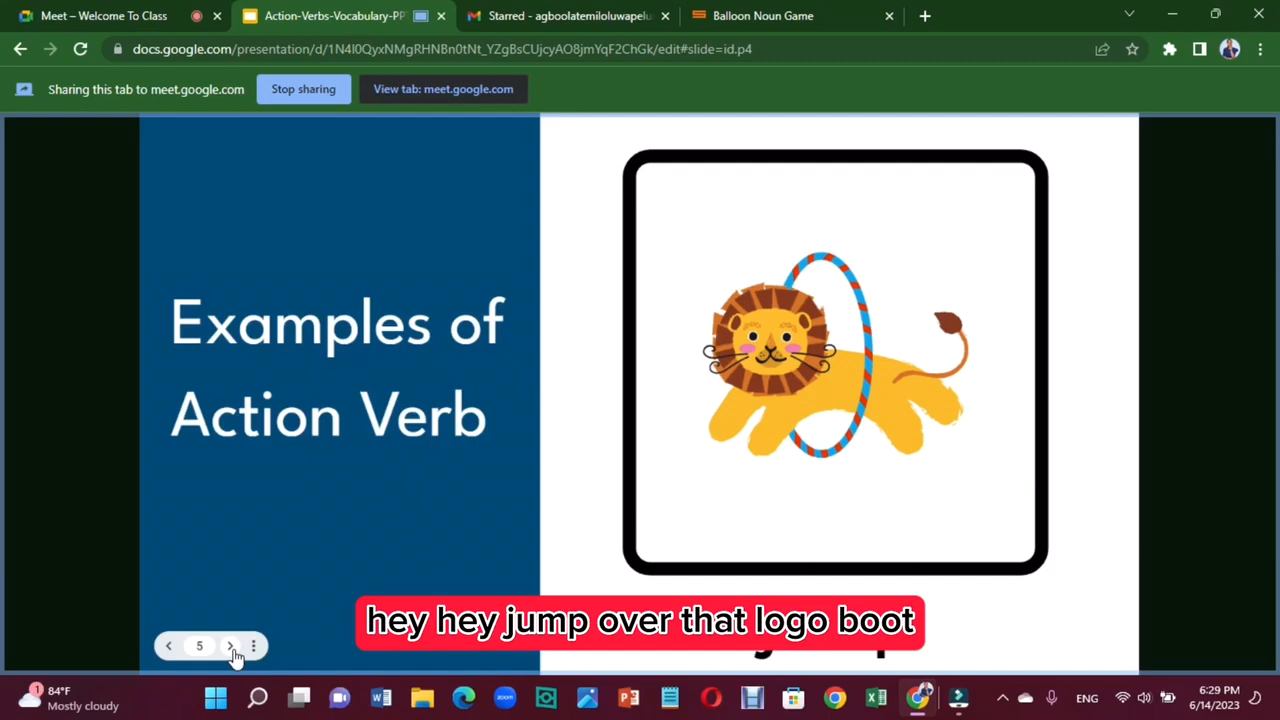 Meet – Welcome To Class
Action-Verbs-Vocabulary-PP
Starred - agboolatemiloluwapelu
Balloon Noun Game
docs.google.com/presentation/d/1N4l0QyxNMgRHNBn0tNt_YZgBsCUjcyAO8jmYqF2ChGk/edit#slide=id.p4
Sharing this tab to meet.google.com
Stop sharing
View tab: meet.google.com
Examples of
Action Verb
hey hey jump over that logo boot
5
84°F
Mostly cloudy
1
zoom
ENG
6:29 PM
6/14/2023